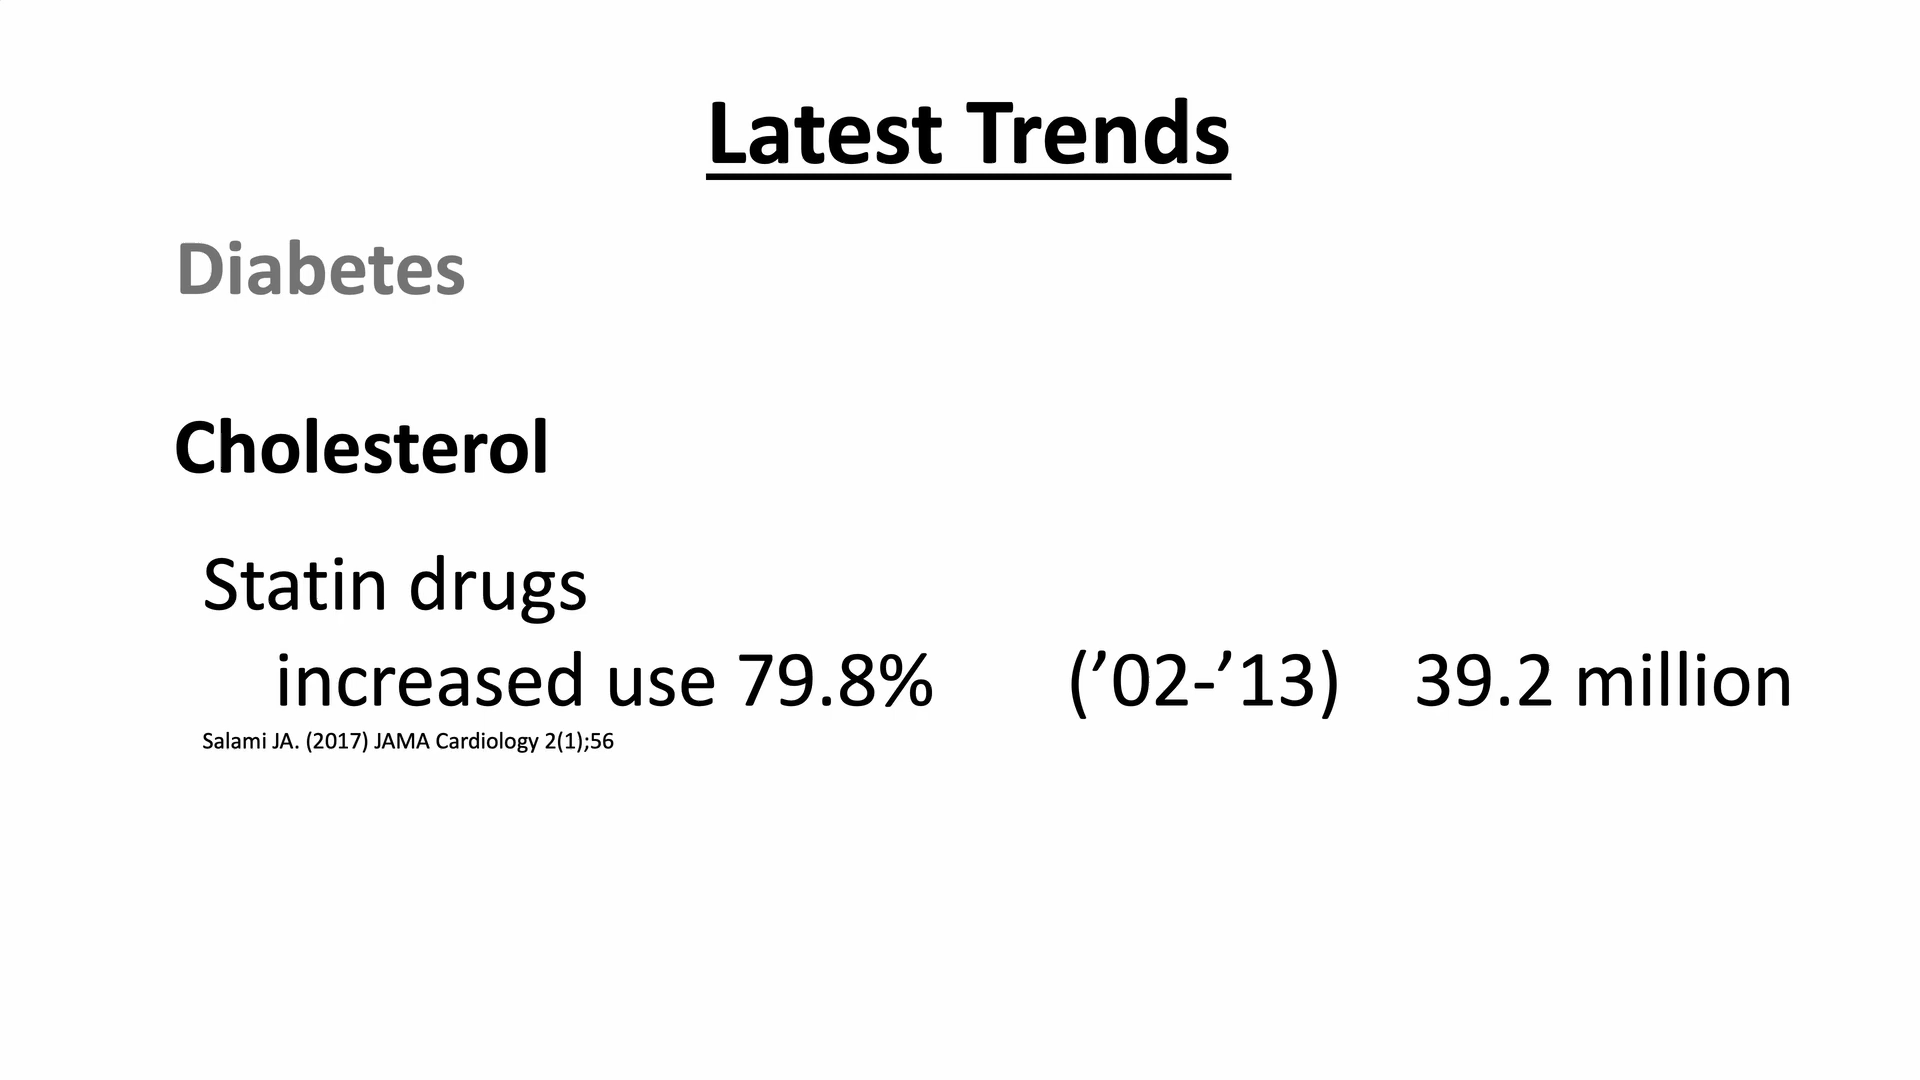 Latest Trends
Diabetes
Cholesterol
Statin drugs
increased use 79.8% (’02-’13) 39.2 million
Salami JA. (2017) JAMA Cardiology 2(1);56